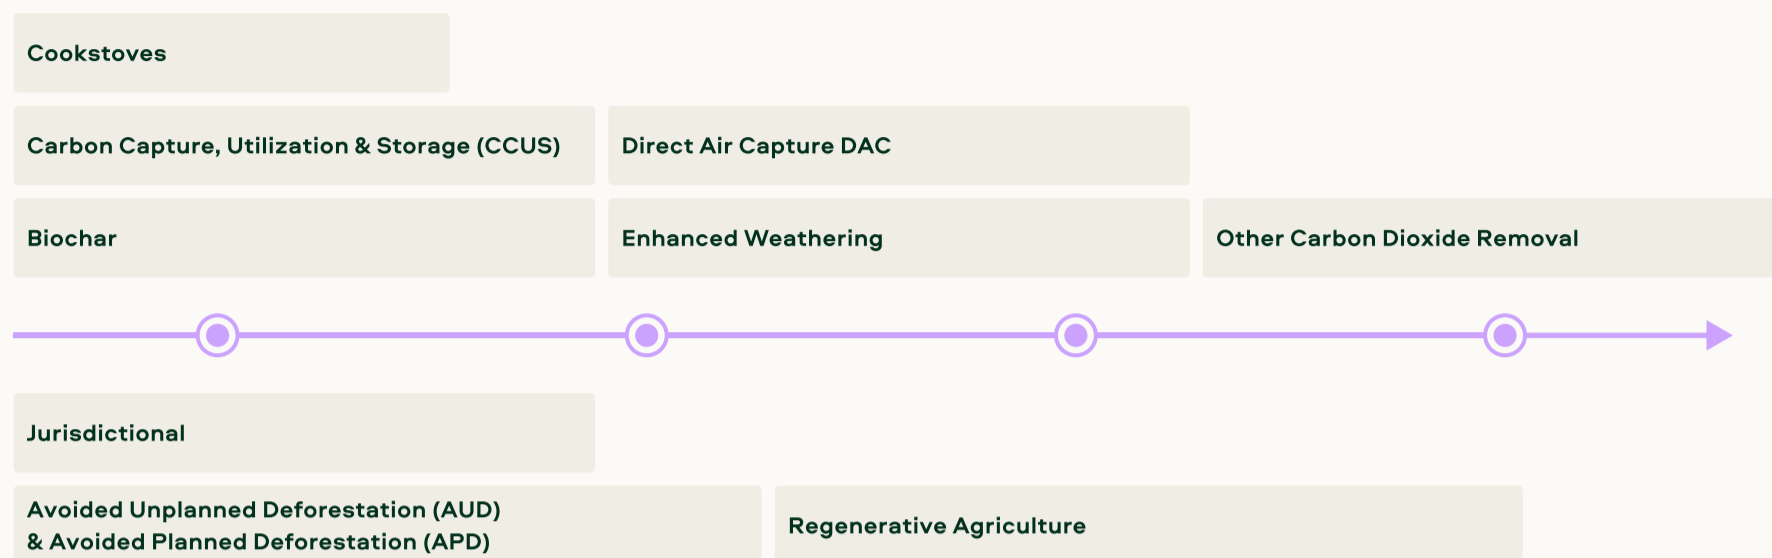 Cookstoves
Carbon Capture, Utilization & Storage (CCUS)
Direct Air Capture DAC
Biochar
Enhanced Weathering
Other Carbon Dioxide Removal
Jurisdictional
Avoided Unplanned Deforestation (AUD)
& Avoided Planned Deforestation (APD)
Regenerative Agriculture